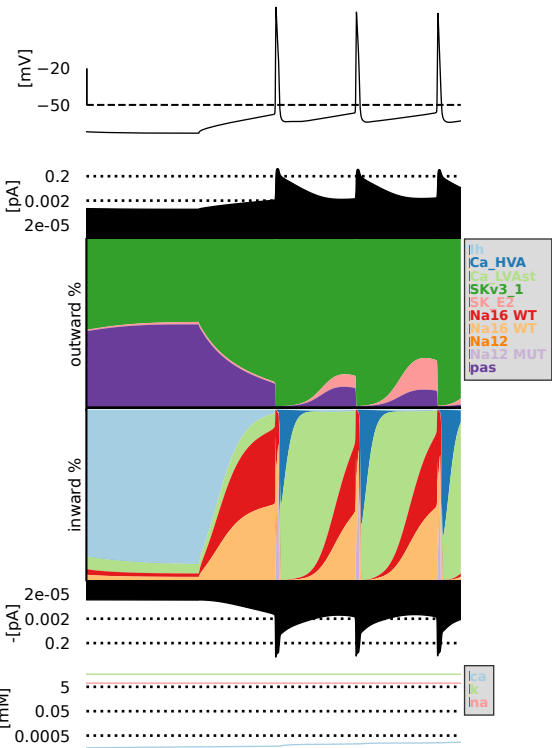 [mV]
−20
−50
[pA]
0.2
0.002
2e-05
outward %
Ih
Ca_HVA
Ca_LVAst
SKv3_1
SK_E2
Na16 WT
Na16 WT
Na12
Na12 MUT
pas
inward %
-[pA]
2e-05
0.002
0.2
[mM]
5
0.05
0.0005
ca
k
na